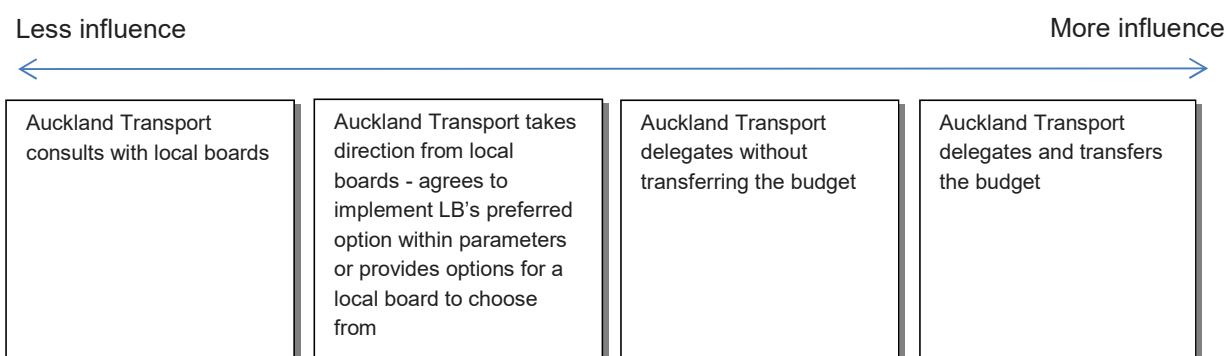 Less influence
More influence
Auckland Transport
consults with local boards
Auckland Transport takes
direction from local
boards - agrees to
implement LB’s preferred
option within parameters
or provides options for a
local board to choose
from
Auckland Transport
delegates without
transferring the budget
Auckland Transport
delegates and transfers
the budget